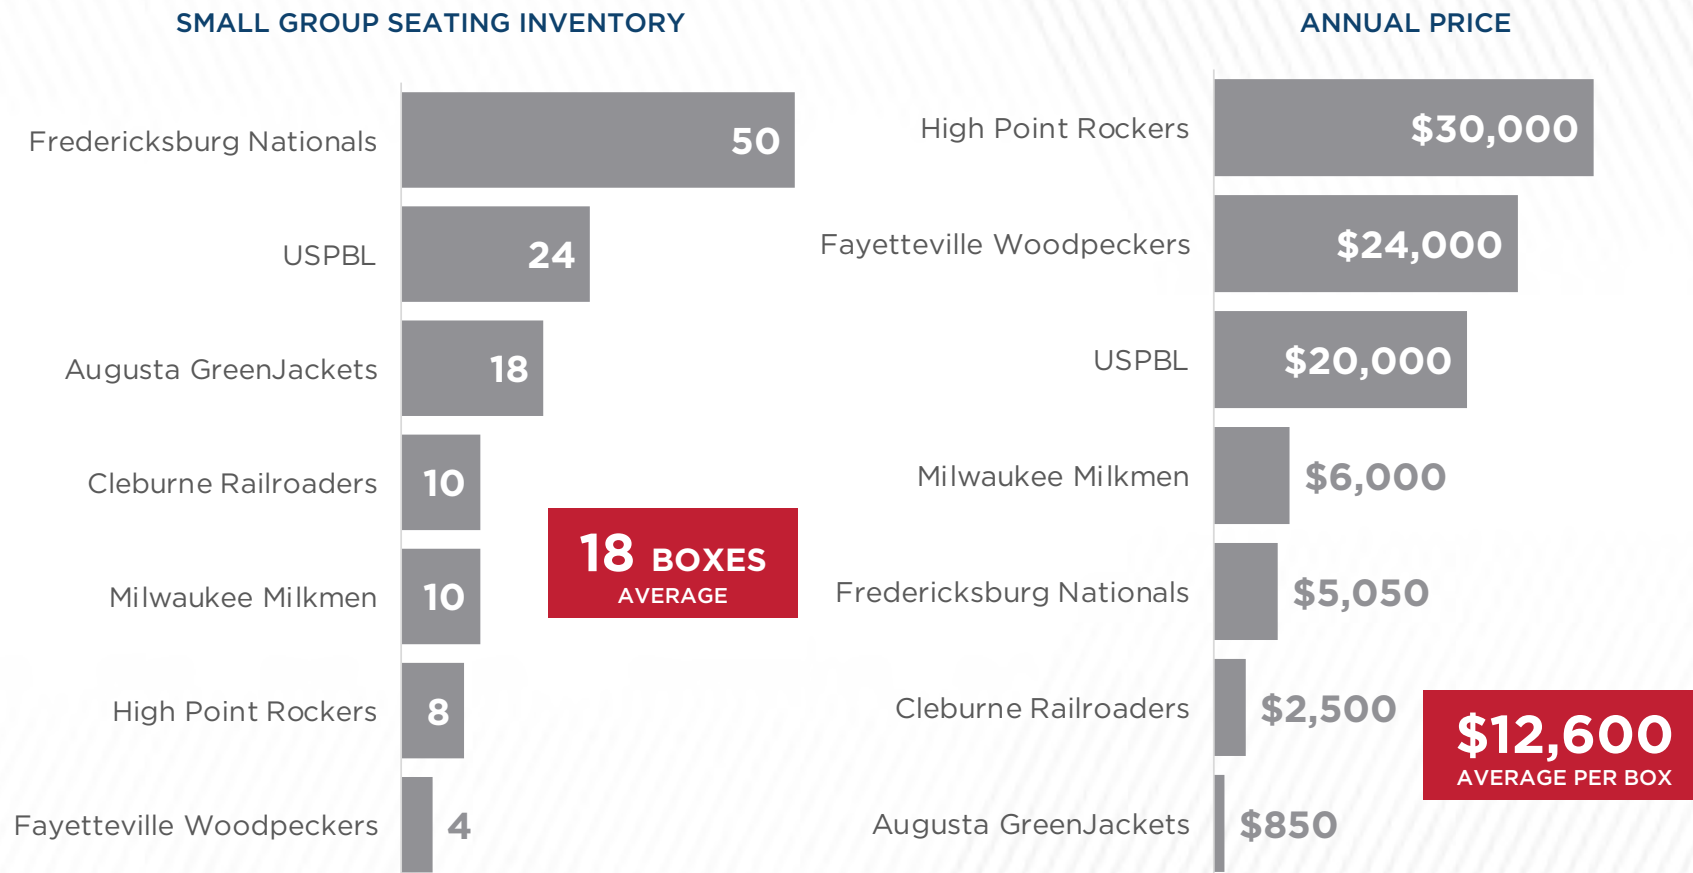 SMALL GROUP SEATING INVENTORY
Fredericksburg Nationals 50
USPBL 24
Augusta GreenJackets 18
Cleburne Railroaders 10
Milwaukee Milkmen 10
High Point Rockers 8
Fayetteville Woodpeckers 4
18 BOXES
AVERAGE
ANNUAL PRICE
High Point Rockers $30,000
Fayetteville Woodpeckers $24,000
USPBL $20,000
Milwaukee Milkmen $6,000
Fredericksburg Nationals $5,050
Cleburne Railroaders $2,500
Augusta GreenJackets $850
$12,600
AVERAGE PER BOX